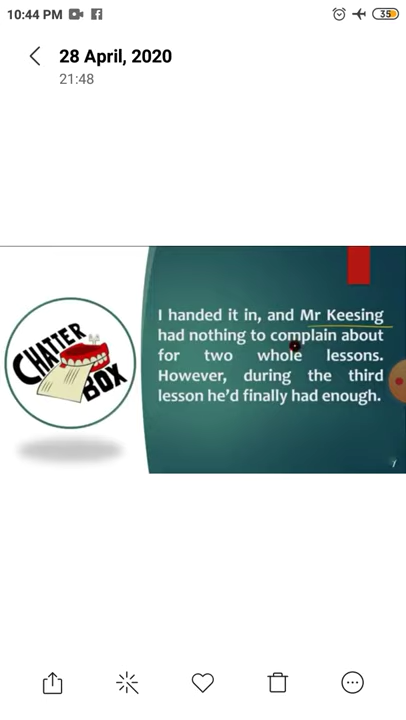 10:44 PM
35
28 April, 2020
21:48
CHATTER
BOX
I handed it in, and Mr Keesing
had nothing to complain about
for two whole lessons.
However, during the third
lesson he'd finally had enough.